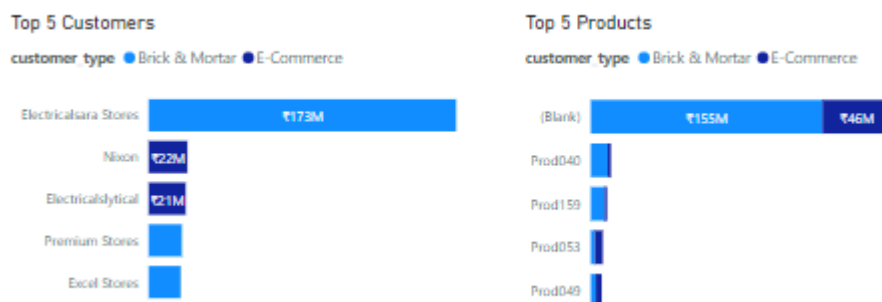 Top 5 Customers
customer_type Brick & Mortar E-Commerce
Electricalsara Stores ₹173M
Nixon ₹22M
Electricalslytical ₹21M
Premium Stores
Excel Stores
Top 5 Products
customer_type Brick & Mortar E-Commerce
(Blank) ₹155M ₹46M
Prod040
Prod159
Prod053
Prod049